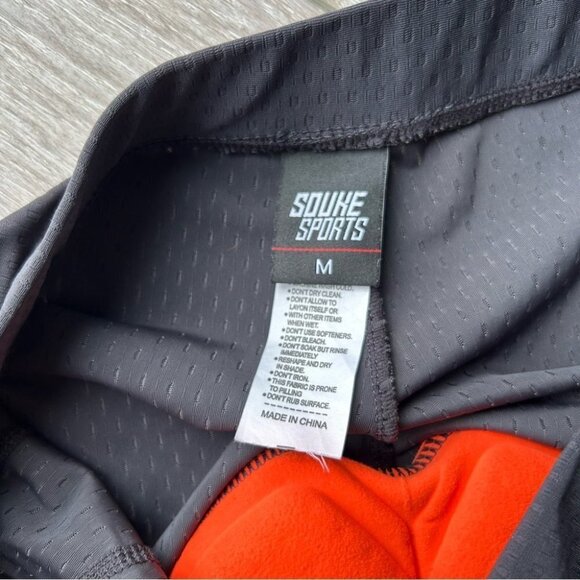 SOUKE
SPORTS
M
COLD.
• DON'T DRY CLEAN.
• DON'T ALLOW TO
LAYON ITSELF OR
• WITH OTHER ITEMS
WHEN WET.
• DON'T USE SOFTENERS.
• DON'T BLEACH.
• DON'T SOAK BUT RINSE
IMMEDIATELY
• RESHAPE AND DRY
IN SHADE.
• DON'T IRON.
• THIS FABRIC IS PRONE
TO PILLING
• DON'T RUB SURFACE.
MADE IN CHINA